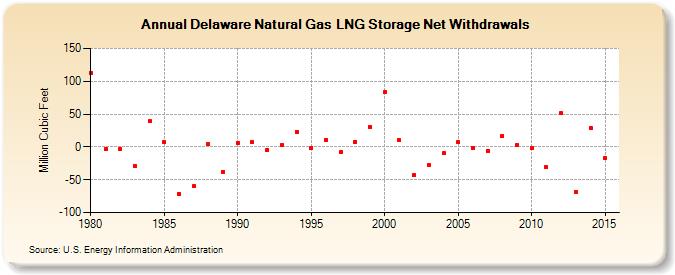 Annual Delaware Natural Gas LNG Storage Net Withdrawals
Million Cubic Feet
150
100
50
0
-50
-100
1980 1985 1990 1995 2000 2005 2010 2015
Source: U.S. Energy Information Administration